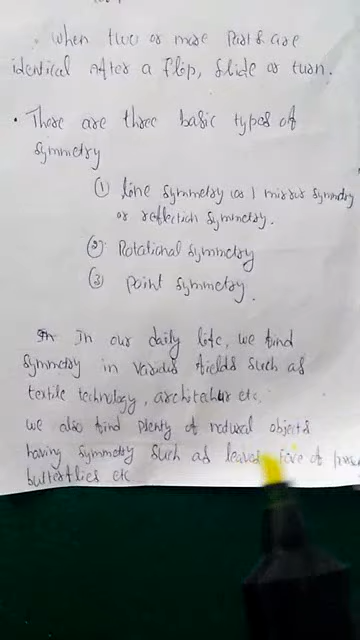 . When two or more Parts are
identical After a flip, Slide or turn.
• There are three basic types of
symmetry
① line symmetry (or) mirror symmetry
or reflection symmetry.
② Rotational symmetry
③ point symmetry.
In our daily life, we find
symmetry in various fields such as
textile technology, architechur etc.
we also find plenty of natural objects
having symmetry such as leaves, face of
butterflies etc